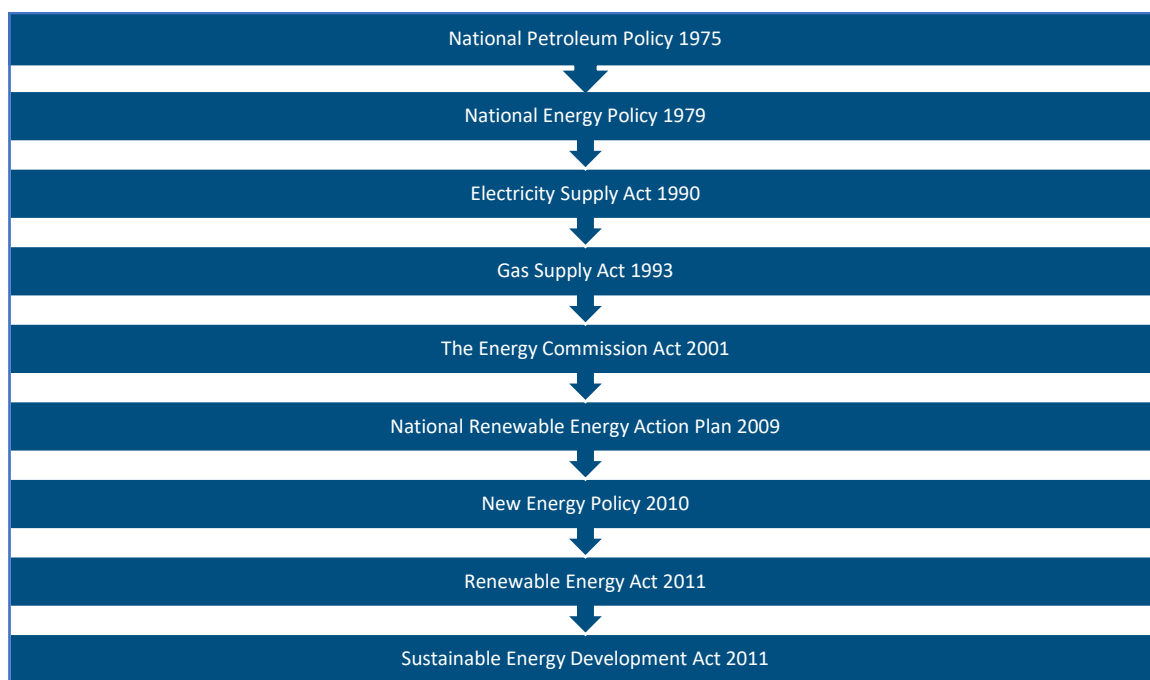 National Petroleum Policy 1975
National Energy Policy 1979
Electricity Supply Act 1990
Gas Supply Act 1993
The Energy Commission Act 2001
National Renewable Energy Action Plan 2009
New Energy Policy 2010
Renewable Energy Act 2011
Sustainable Energy Development Act 2011